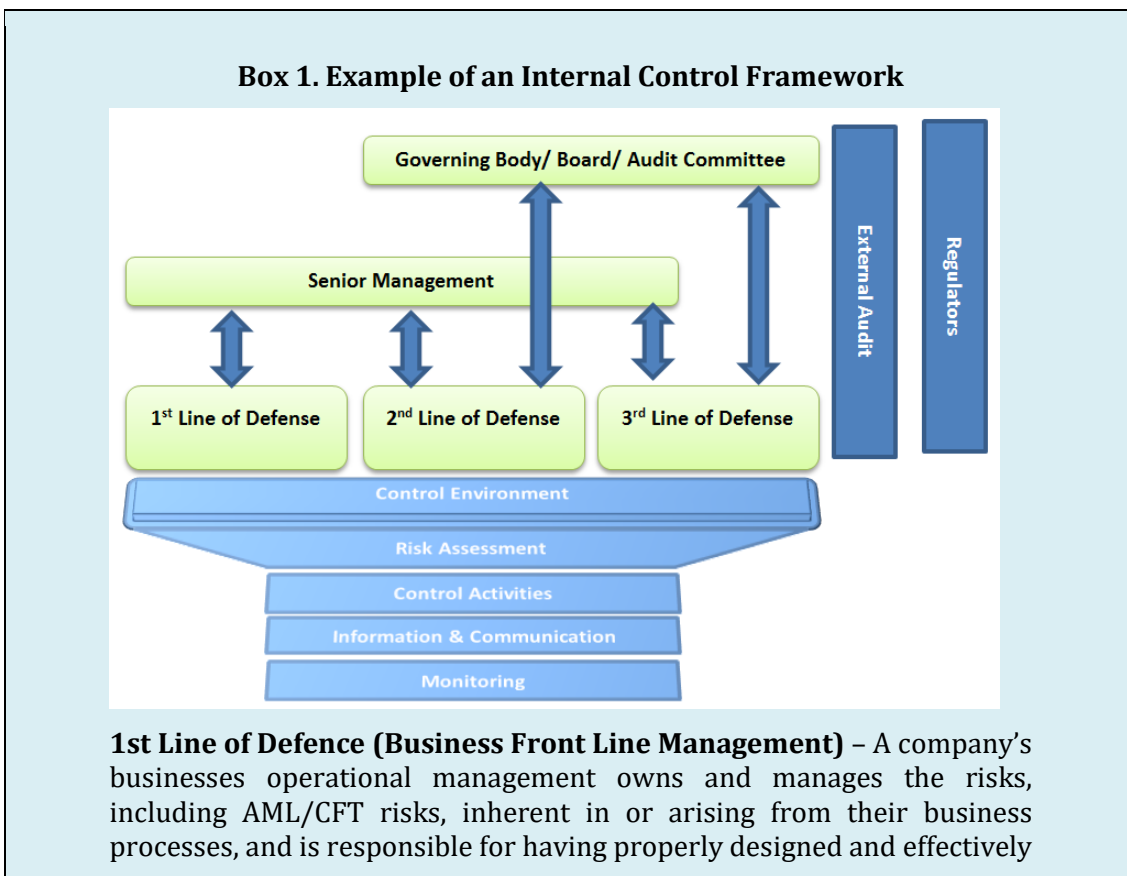 Box 1. Example of an Internal Control Framework
Governing Body/ Board/ Audit Committee
Senior Management
1st Line of Defense
2nd Line of Defense
3rd Line of Defense
External Audit
Regulators
Control Environment
Risk Assessment
Control Activities
Information & Communication
Monitoring
1st Line of Defence (Business Front Line Management) – A company's
businesses operational management owns and manages the risks,
including AML/CFT risks, inherent in or arising from their business
processes, and is responsible for having properly designed and effectively